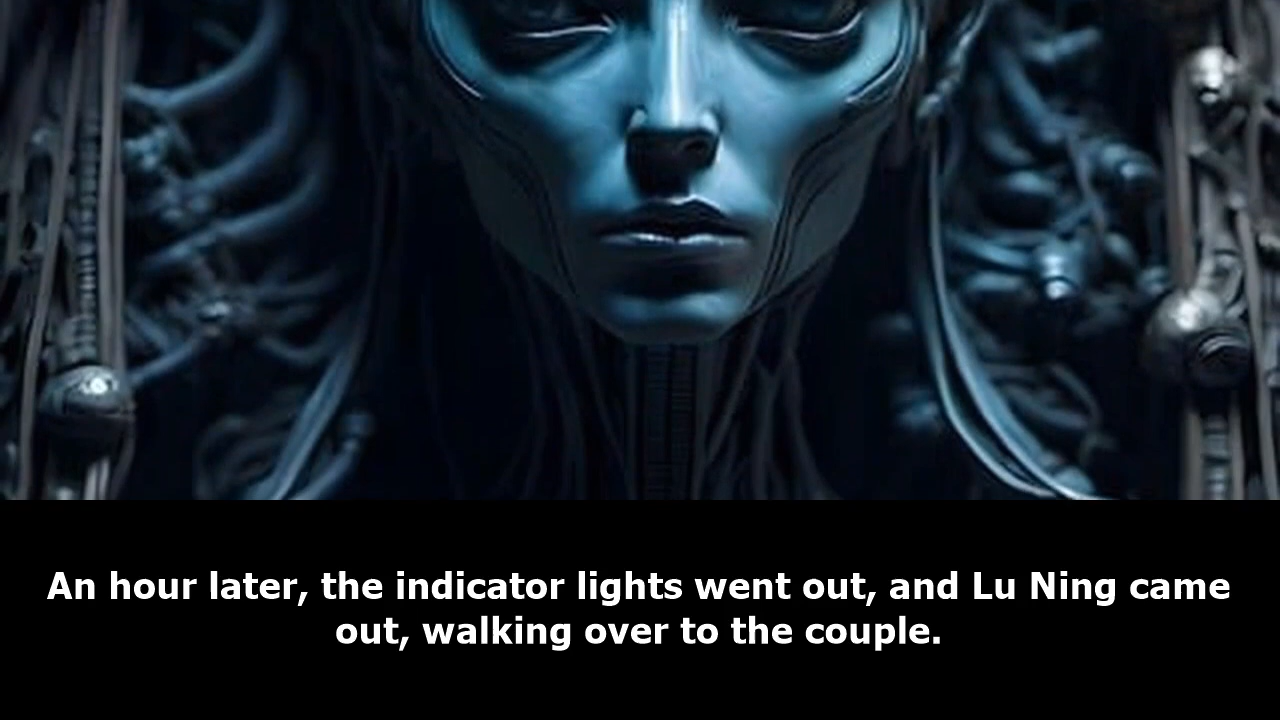 An hour later, the indicator lights went out, and Lu Ning came
out, walking over to the couple.